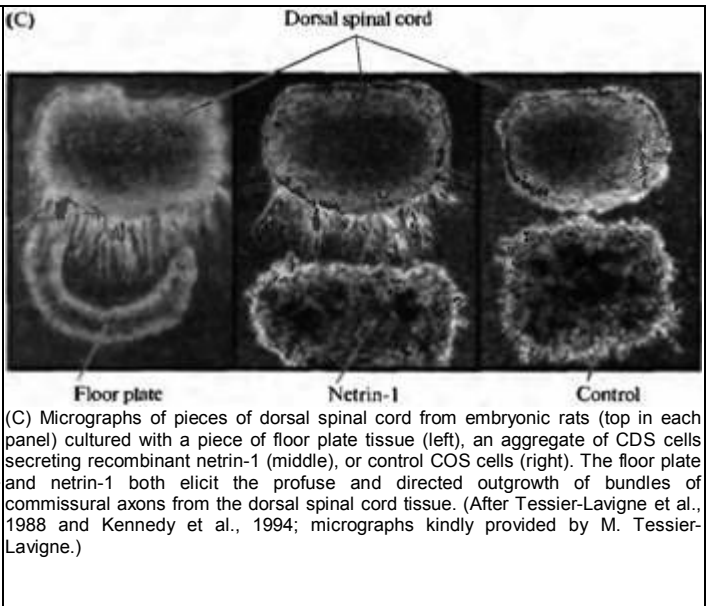 (C)
Dorsal spinal cord
Floor plate
Netrin-1
Control
(C) Micrographs of pieces of dorsal spinal cord from embryonic rats (top in each
panel) cultured with a piece of floor plate tissue (left), an aggregate of CDS cells
secreting recombinant netrin-1 (middle), or control COS cells (right). The floor plate
and netrin-1 both elicit the profuse and directed outgrowth of bundles of
commissural axons from the dorsal spinal cord tissue. (After Tessier-Lavigne et al.,
1988 and Kennedy et al., 1994; micrographs kindly provided by M. Tessier-
Lavigne.)